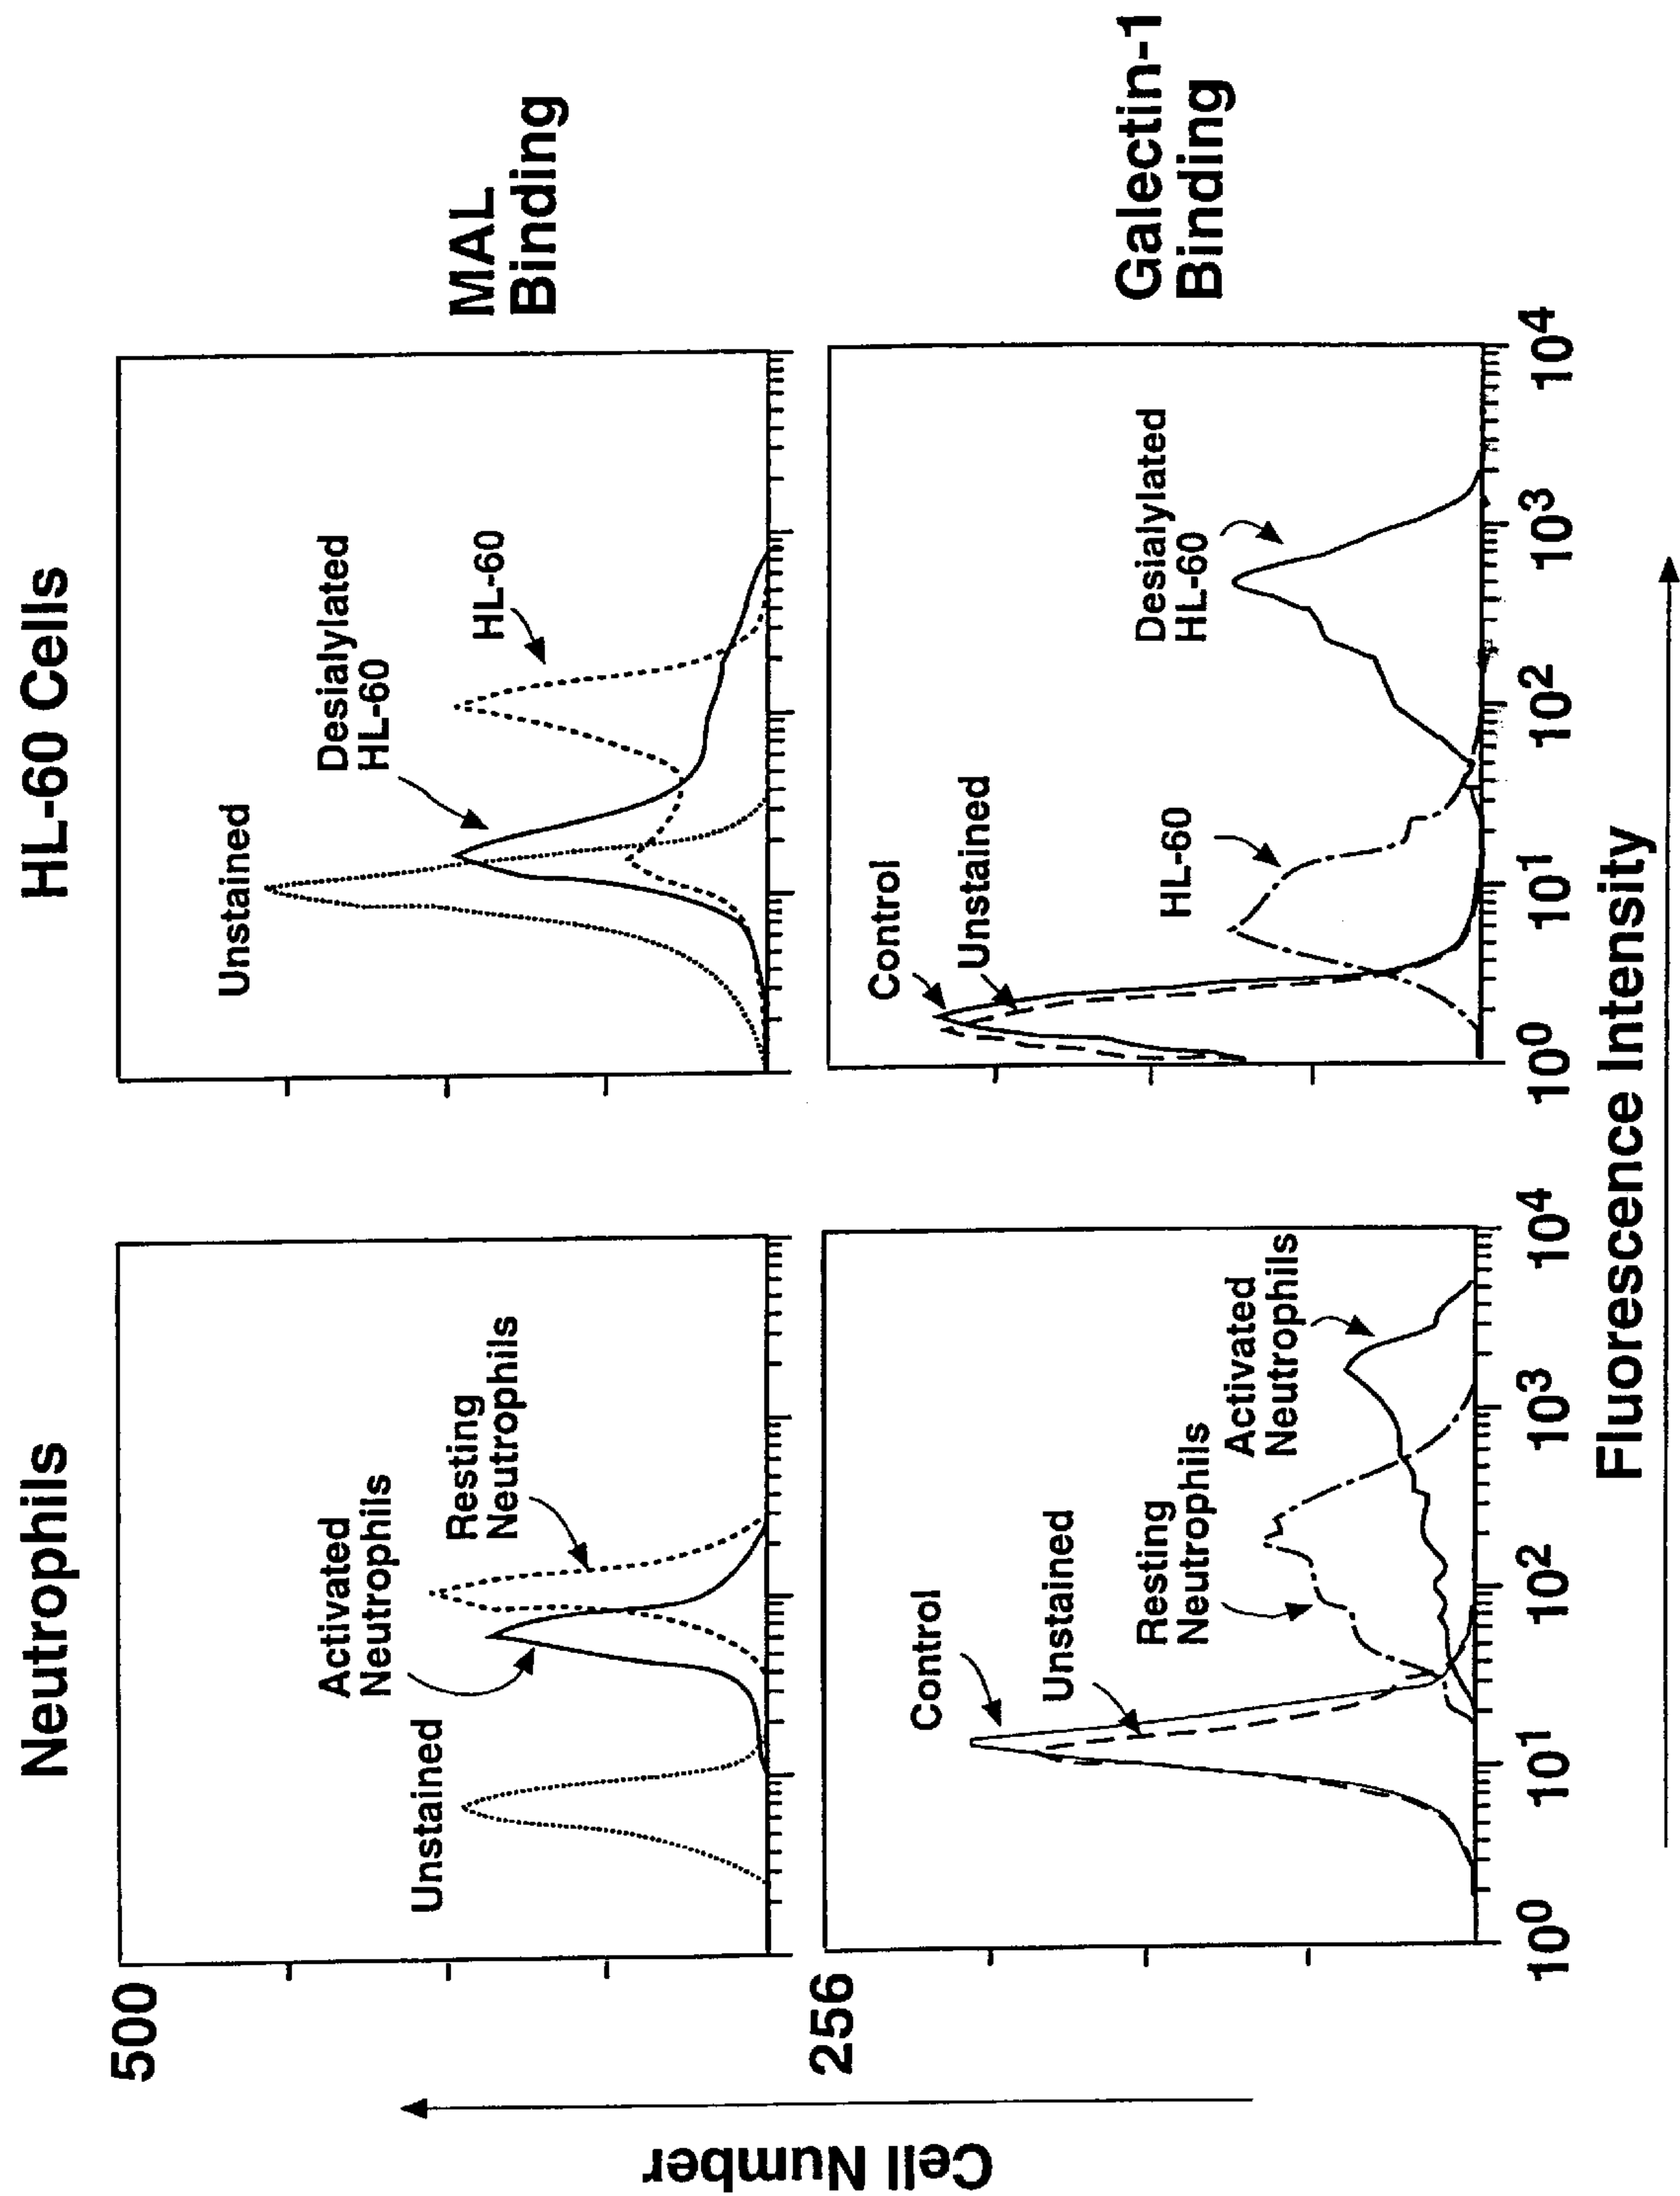 Neutrophils
HL-60 Cells
500
Unstained
Activated
Neutrophils
Resting
Neutrophils
Unstained
Desialylated
HL-60
HL-60
MAL
Binding
256
Control
Unstained
Resting
Neutrophils
Activated
Neutrophils
Control
Unstained
HL-60
Desialylated
HL-60
Galectin-1
Binding
10⁰ 10¹ 10² 10³ 10⁴
10⁰ 10¹ 10² 10³ 10⁴
Cell Number
Fluorescence Intensity